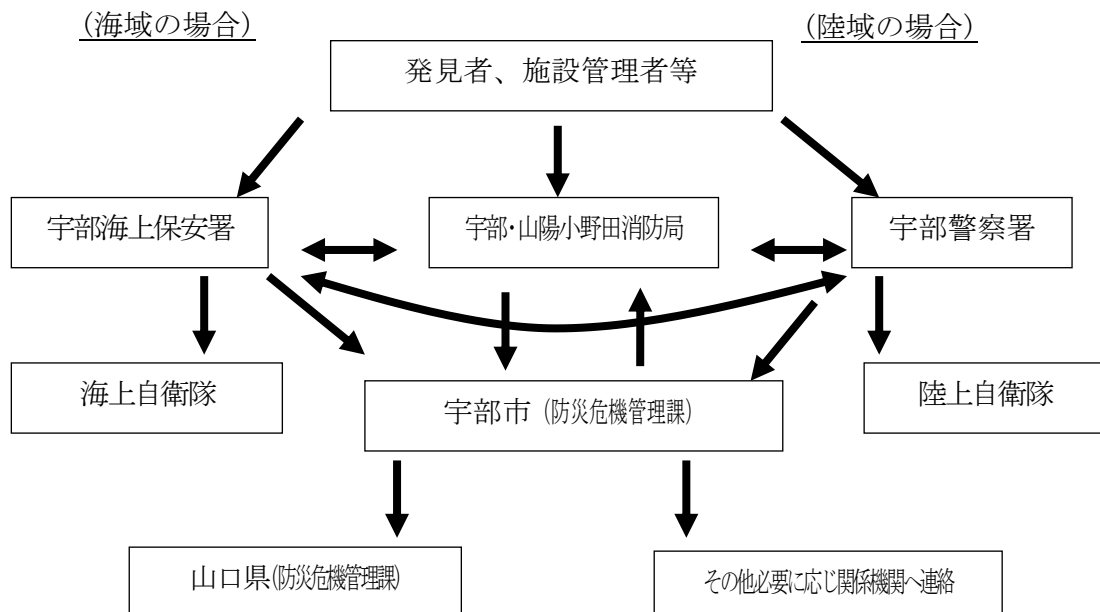 (海域の場合)
(陸域の場合)
発見者、施設管理者等
宇部海上保安署
宇部・山陽小野田消防局
宇部警察署
海上自衛隊
宇部市(防災危機管理課)
陸上自衛隊
山口県(防災危機管理課)
その他必要に応じ関係機関へ連絡